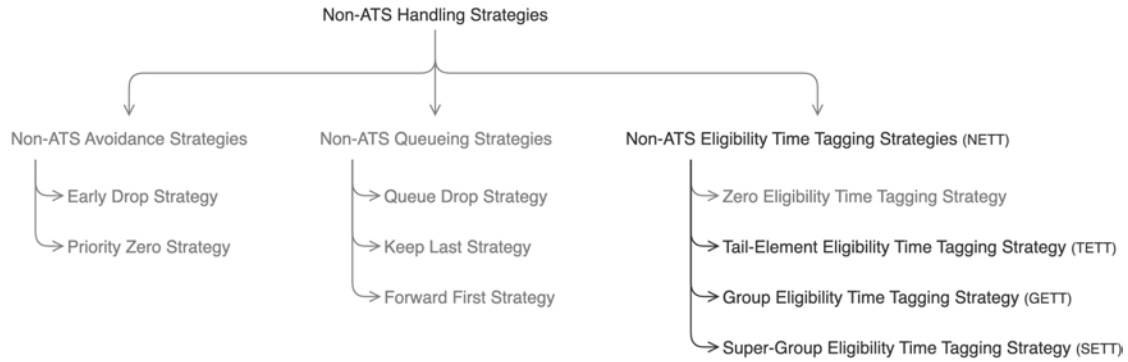 Non-ATS Handling Strategies
Non-ATS Avoidance Strategies
Early Drop Strategy
Priority Zero Strategy
Non-ATS Queueing Strategies
Queue Drop Strategy
Keep Last Strategy
Forward First Strategy
Non-ATS Eligibility Time Tagging Strategies (NETT)
Zero Eligibility Time Tagging Strategy
Tail-Element Eligibility Time Tagging Strategy (TETT)
Group Eligibility Time Tagging Strategy (GETT)
Super-Group Eligibility Time Tagging Strategy (SETT)